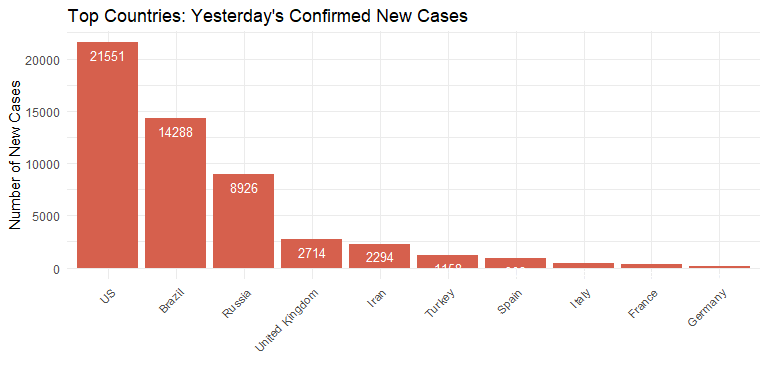 Top Countries: Yesterday's Confirmed New Cases
Number of New Cases
20000
15000
10000
5000
0
21551
14288
8926
2714
2294
1158
US
Brazil
Russia
United Kingdom
Iran
Turkey
Spain
Italy
France
Germany